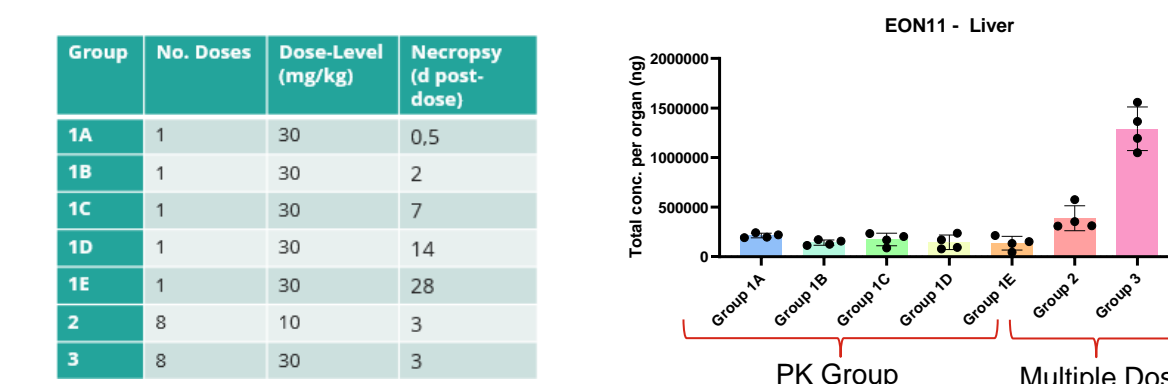 Group No. Doses Dose-Level (mg/kg) Necropsy (d post-dose)
1A 1 30 0,5
1B 1 30 2
1C 1 30 7
1D 1 30 14
1E 1 30 28
2 8 10 3
3 8 30 3
EON11 - Liver
Total conc. per organ (ng)
2000000
1500000
1000000
500000
0
Group 1A Group 1B Group 1C Group 1D Group 1E Group 2 Group 3
PK Group Multiple Dos